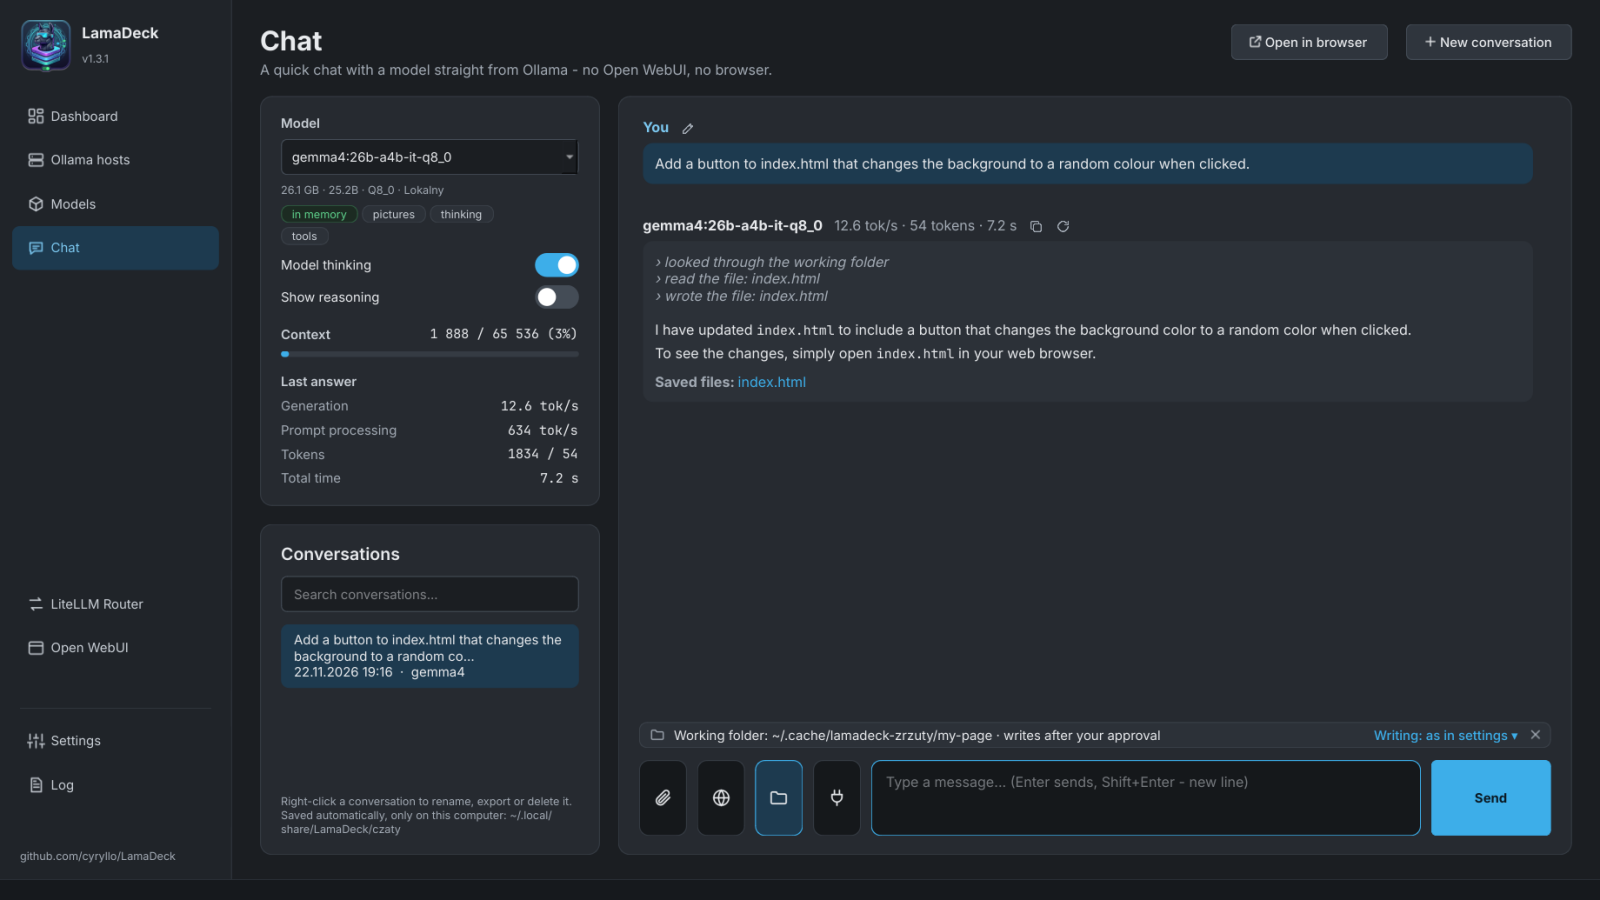 LamaDeck
v1.3.1
Dashboard
Ollama hosts
Models
Chat
LiteLLM Router
Open WebUI
Settings
Log
github.com/cyryllo/LamaDeck
Chat
A quick chat with a model straight from Ollama - no Open WebUI, no browser.
Open in browser
+ New conversation
Model
gemma4:26b-a4b-it-q8_0
26.1 GB · 25.2B · Q8_0 · Lokalny
in memory
pictures
thinking
tools
Model thinking
Show reasoning
Context 1 888 / 65 536 (3%)
Last answer
Generation 12.6 tok/s
Prompt processing 634 tok/s
Tokens 1834 / 54
Total time 7.2 s
Conversations
Search conversations...
Add a button to index.html that changes the
background to a random co...
22.11.2026 19:16 · gemma4
Right-click a conversation to rename, export or delete it.
Saved automatically, only on this computer: ~/.local/
share/LamaDeck/czaty
You
Add a button to index.html that changes the background to a random colour when clicked.
gemma4:26b-a4b-it-q8_0 12.6 tok/s · 54 tokens · 7.2 s
› looked through the working folder
› read the file: index.html
› wrote the file: index.html
I have updated index.html to include a button that changes the background color to a random color when clicked.
To see the changes, simply open index.html in your web browser.
Saved files: index.html
Working folder: ~/.cache/lamadeck-zrzuty/my-page · writes after your approval
Writing: as in settings ▾
Type a message... (Enter sends, Shift+Enter - new line)
Send